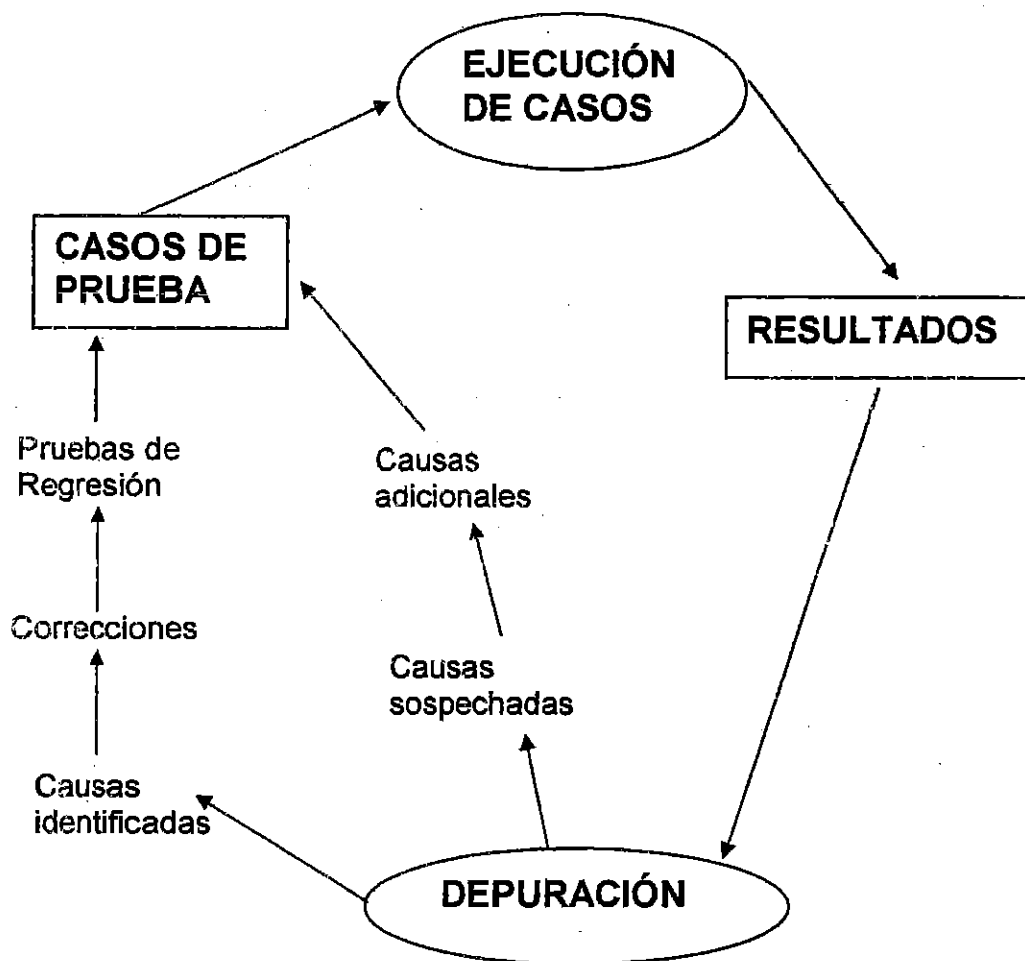 EJECUCIÓN
DE CASOS
CASOS DE
PRUEBA
RESULTADOS
Pruebas de
Regresión
Causas
adicionales
Correcciones
Causas
sospechadas
Causas
identificadas
DEPURACIÓN